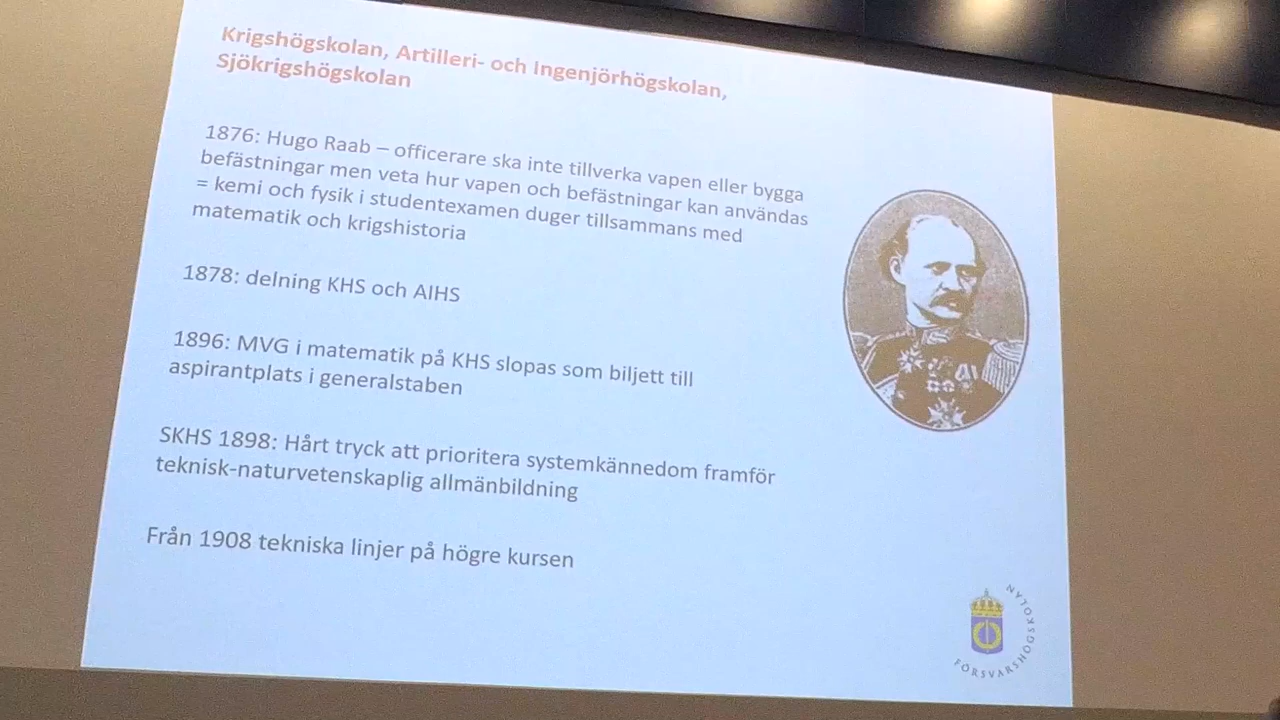 Krigshögskolan, Artilleri- och Ingenjörhögskolan,
Sjökrigshögskolan
1876: Hugo Raab – officerare ska inte tillverka vapen eller bygga
befästningar men veta hur vapen och befästningar kan användas
= kemi och fysik i studentexamen duger tillsammans med
matematik och krigshistoria
1878: delning KHS och AIHS
1896: MVG i matematik på KHS slopas som biljett till
aspirantplats i generalstaben
SKHS 1898: Hårt tryck att prioritera systemkännedom framför
teknisk-naturvetenskaplig allmänbildning
Från 1908 tekniska linjer på högre kursen
FÖRSVARSHÖGSKOLAN